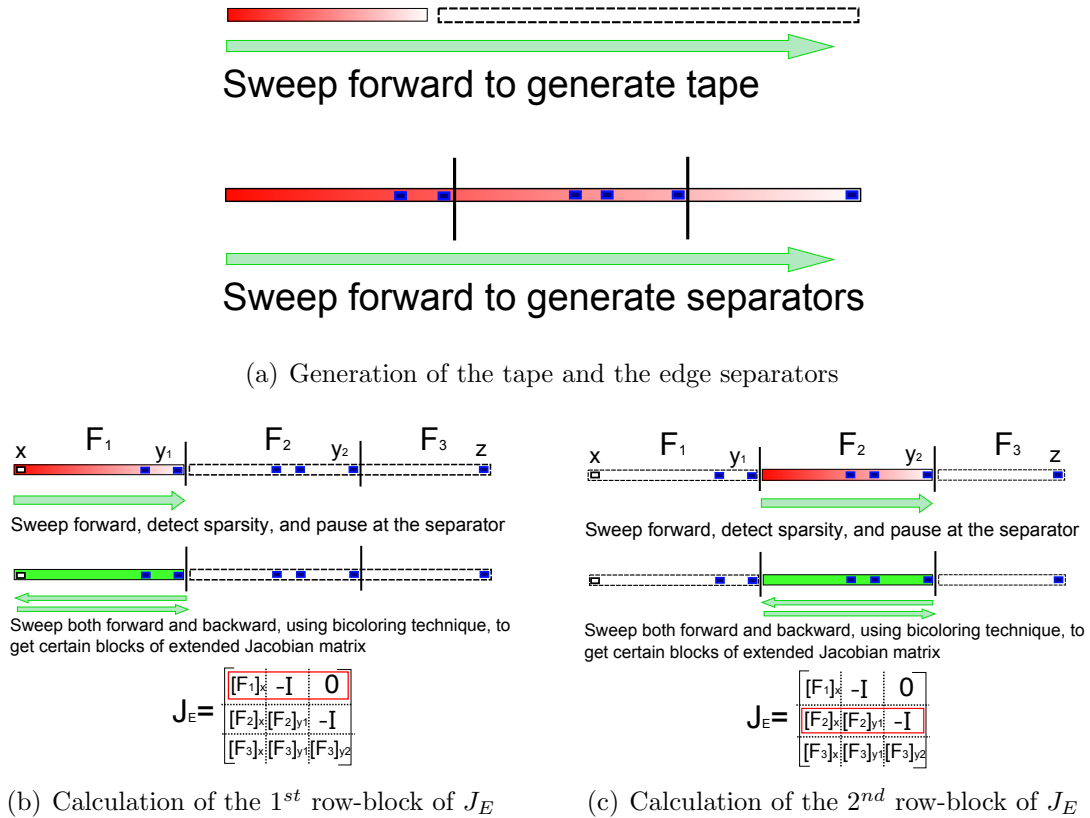 Sweep forward to generate tape
Sweep forward to generate separators
(a) Generation of the tape and the edge separators
x F₁ y₁ F₂ y₂ F₃ z
Sweep forward, detect sparsity, and pause at the separator
Sweep both forward and backward, using bicoloring technique, to
get certain blocks of extended Jacobian matrix
[F₁]x -I 0
J_E= [F₂]x [F₂]y1 -I
[F₃]x [F₃]y1 [F₃]y2
(b) Calculation of the 1ˢᵗ row-block of J_E
x F₁ y₁ F₂ y₂ F₃ z
Sweep forward, detect sparsity, and pause at the separator
Sweep both forward and backward, using bicoloring technique, to
get certain blocks of extended Jacobian matrix
[F₁]x -I 0
J_E= [F₂]x [F₂]y1 -I
[F₃]x [F₃]y1 [F₃]y2
(c) Calculation of the 2ⁿᵈ row-block of J_E